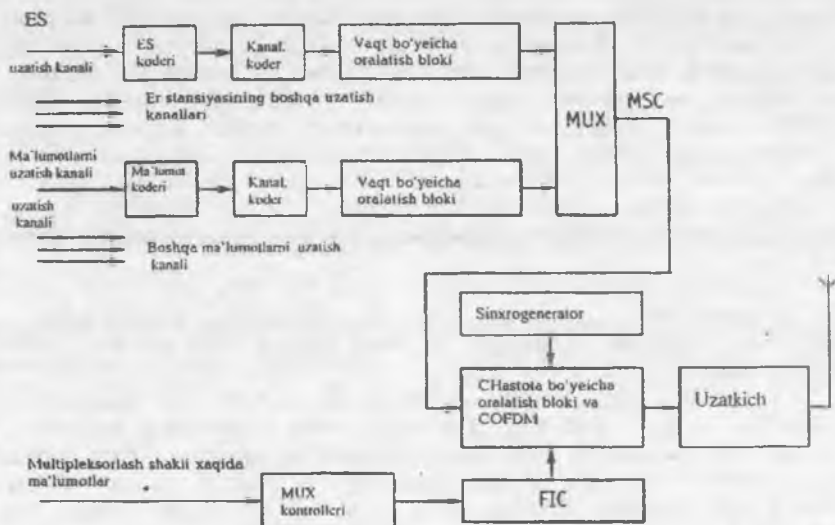 ES
uzatish kanali
ES
koderi
Kanal.
koder
Vaqt bo'yeicha
oralatish bloki
MUX
MSC
Er stansiyasining boshqa uzatish
kanallari
Ma'lumotlarni
uzatish kanali
Ma'lumot
koderi
Kanal.
koder
Vaqt bo'yeicha
oralatish bloki
uzatish
kanali
Boshqa ma'lumotlarni uzatish
kanali
Sinxrogenerator
CHastota bo'yeicha
oralatish bloki va
COFDM
Uzatkich
Multipleksorlash shakii xaqida
ma'lumotlar
MUX
kontrolleri
FIC